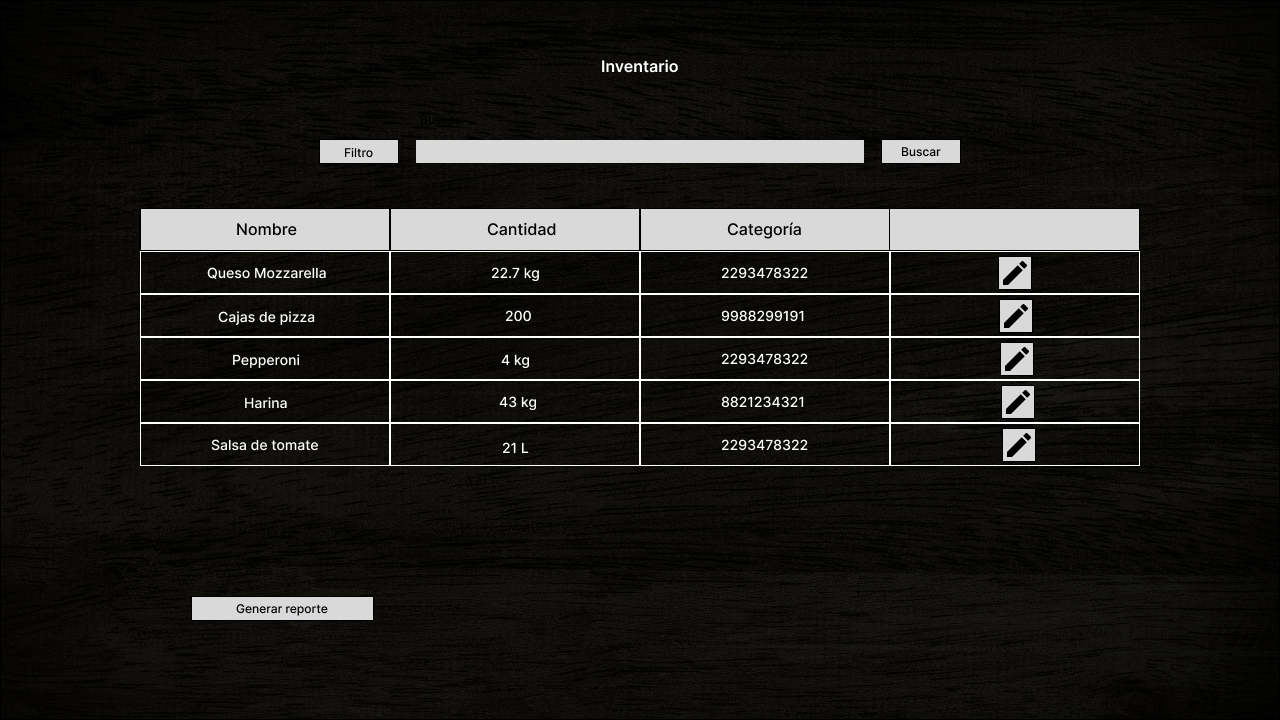 Inventario
Filtro Buscar
Nombre Cantidad Categoría
Queso Mozzarella 22.7 kg 2293478322
Cajas de pizza 200 9988299191
Pepperoni 4 kg 2293478322
Harina 43 kg 8821234321
Salsa de tomate 21 L 2293478322
Generar reporte